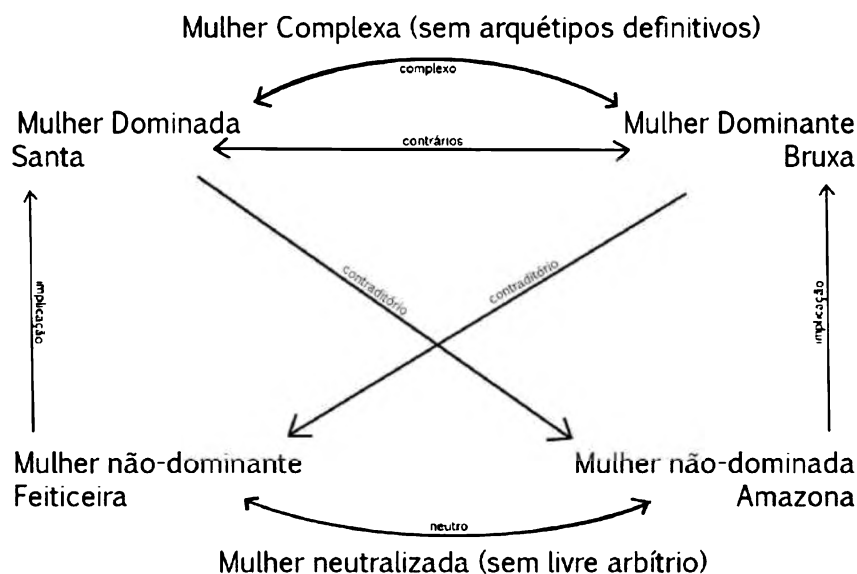 Mulher Complexa (sem arquétipos definitivos)
complexo
Mulher Dominada
Santa
contrários
Mulher Dominante
Bruxa
implicação
contraditório
contraditório
implicação
Mulher não-dominante
Feiticeira
Mulher não-dominada
Amazona
neutro
Mulher neutralizada (sem livre arbítrio)